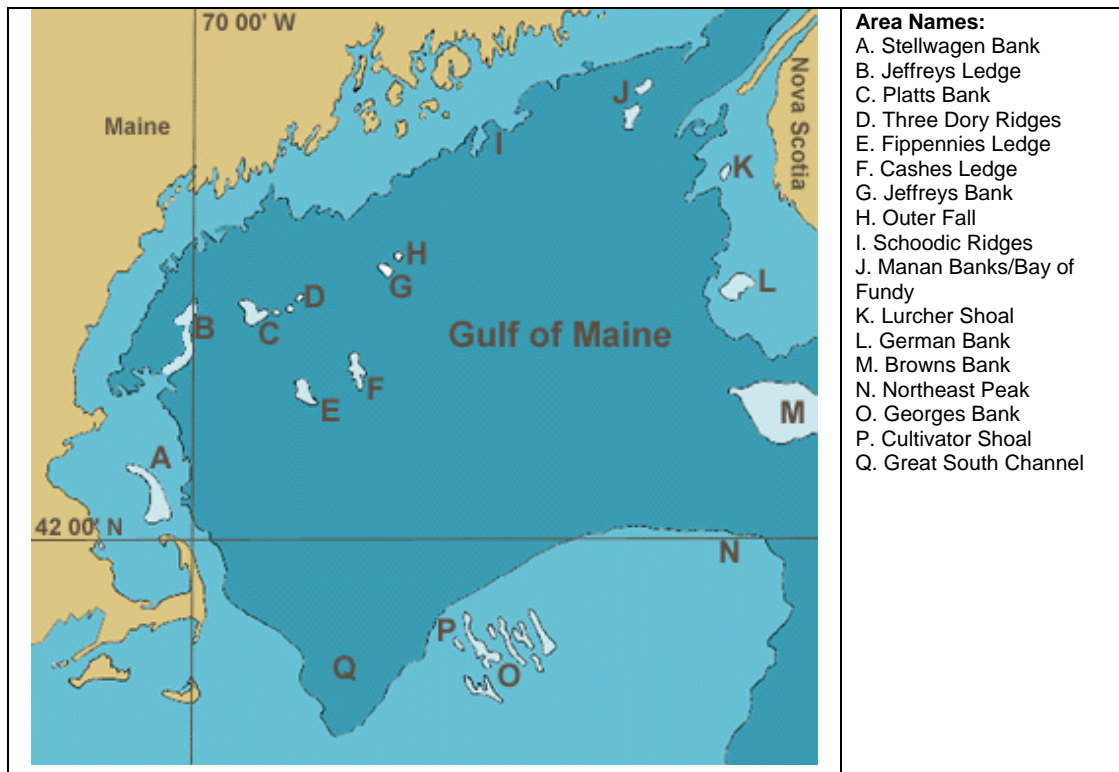 70 00' W
Maine
Nova Scotia
J
I
K
H
G
L
D
B
C
Gulf of Maine
F
E
M
A
42 00' N
N
P
O
Q
Area Names:
A. Stellwagen Bank
B. Jeffreys Ledge
C. Platts Bank
D. Three Dory Ridges
E. Fippennies Ledge
F. Cashes Ledge
G. Jeffreys Bank
H. Outer Fall
I. Schoodic Ridges
J. Manan Banks/Bay of
Fundy
K. Lurcher Shoal
L. German Bank
M. Browns Bank
N. Northeast Peak
O. Georges Bank
P. Cultivator Shoal
Q. Great South Channel